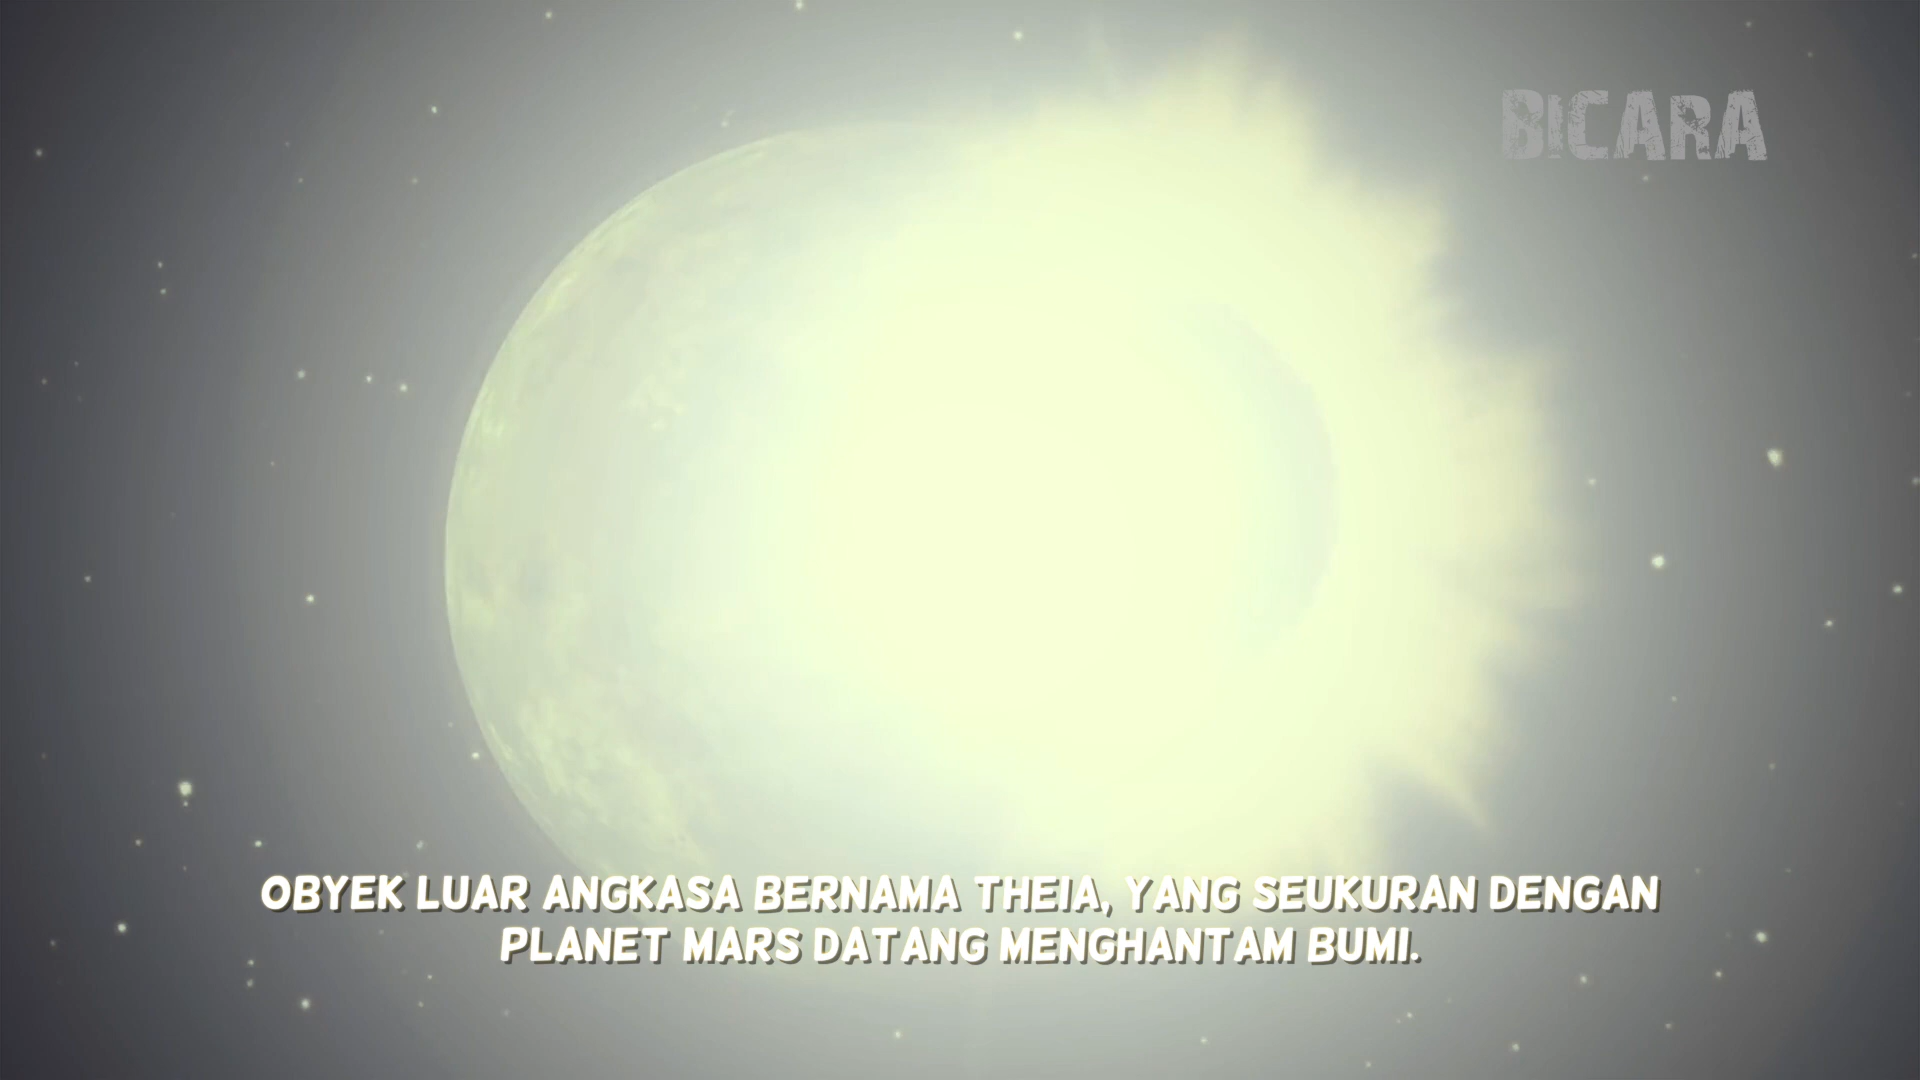 BICARA
OBYEK LUAR ANGKASA BERNAMA THEIA, YANG SEUKURAN DENGAN
PLANET MARS DATANG MENGHANTAM BUMI.